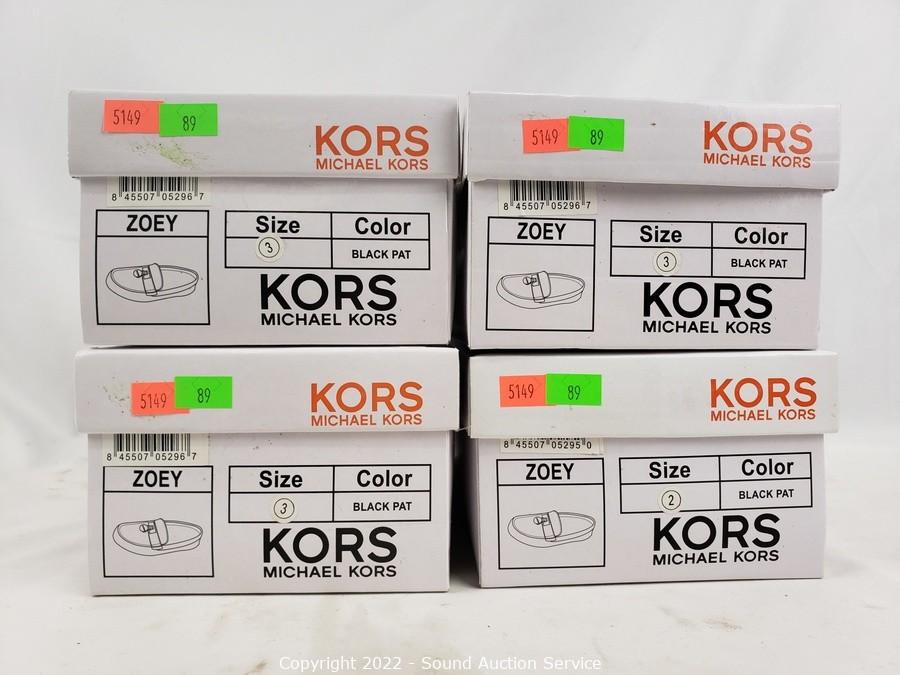 5149 89
KORS
MICHAEL KORS
8 45507 05296 7
ZOEY
Size Color
3 BLACK PAT
KORS
MICHAEL KORS
5149 89
KORS
MICHAEL KORS
8 45507 05296 7
ZOEY
Size Color
3 BLACK PAT
KORS
MICHAEL KORS
5149 89
KORS
MICHAEL KORS
8 45507 05296 7
ZOEY
Size Color
3 BLACK PAT
KORS
MICHAEL KORS
5149 89
KORS
MICHAEL KORS
8 45507 05295 0
ZOEY
Size Color
2 BLACK PAT
KORS
MICHAEL KORS
Copyright 2022 - Sound Auction Service